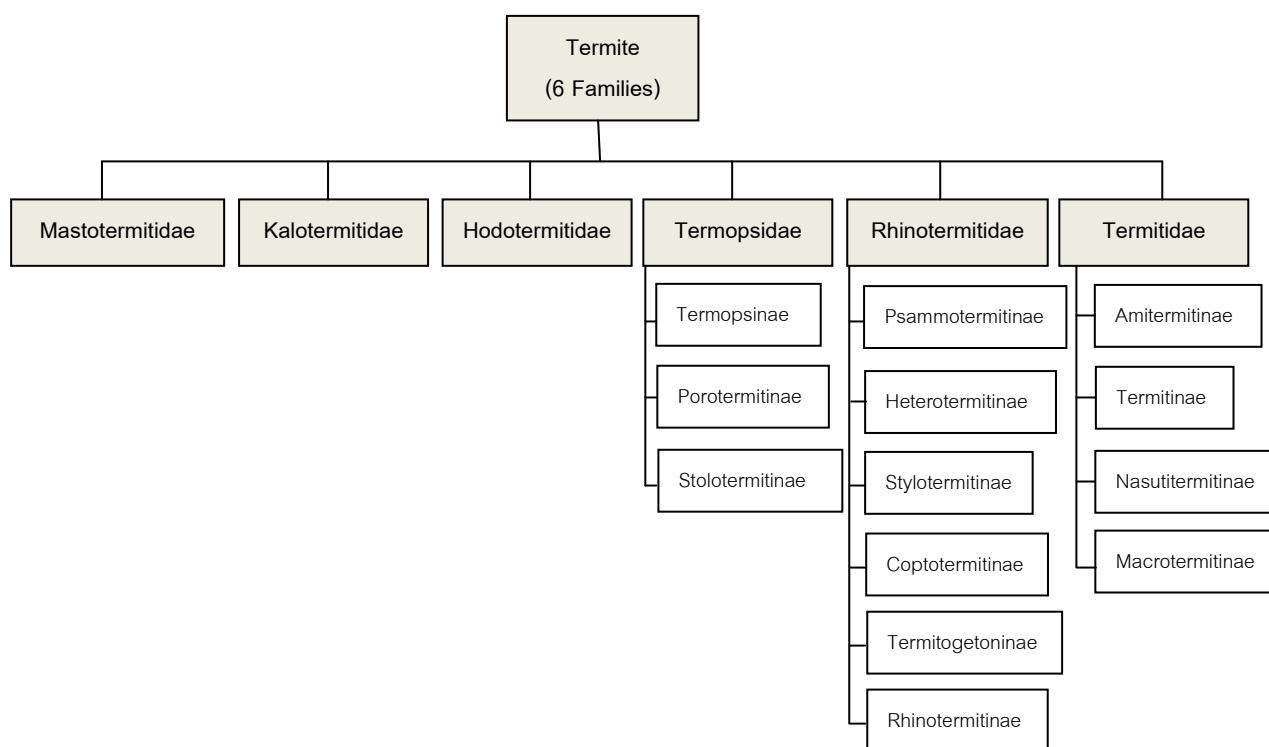 Termite
(6 Families)
Mastotermitidae
Kalotermitidae
Hodotermitidae
Termopsidae
Rhinotermitidae
Termitidae
Termopsinae
Porotermitinae
Stolotermitinae
Psammotermitinae
Heterotermitinae
Stylotermitinae
Coptotermitinae
Termitogetoninae
Rhinotermitinae
Amitermitinae
Termitinae
Nasutitermitinae
Macrotermitinae